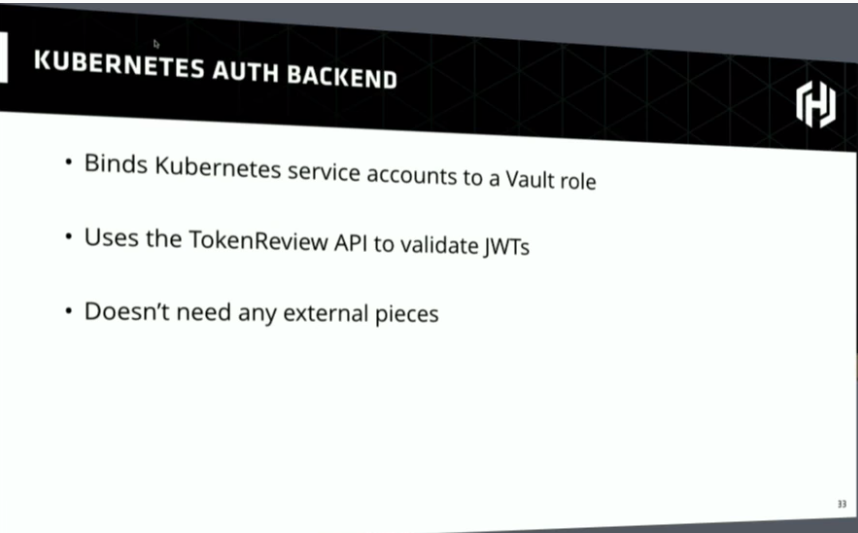 KUBERNETES AUTH BACKEND
• Binds Kubernetes service accounts to a Vault role
• Uses the TokenReview API to validate JWTs
• Doesn't need any external pieces
33